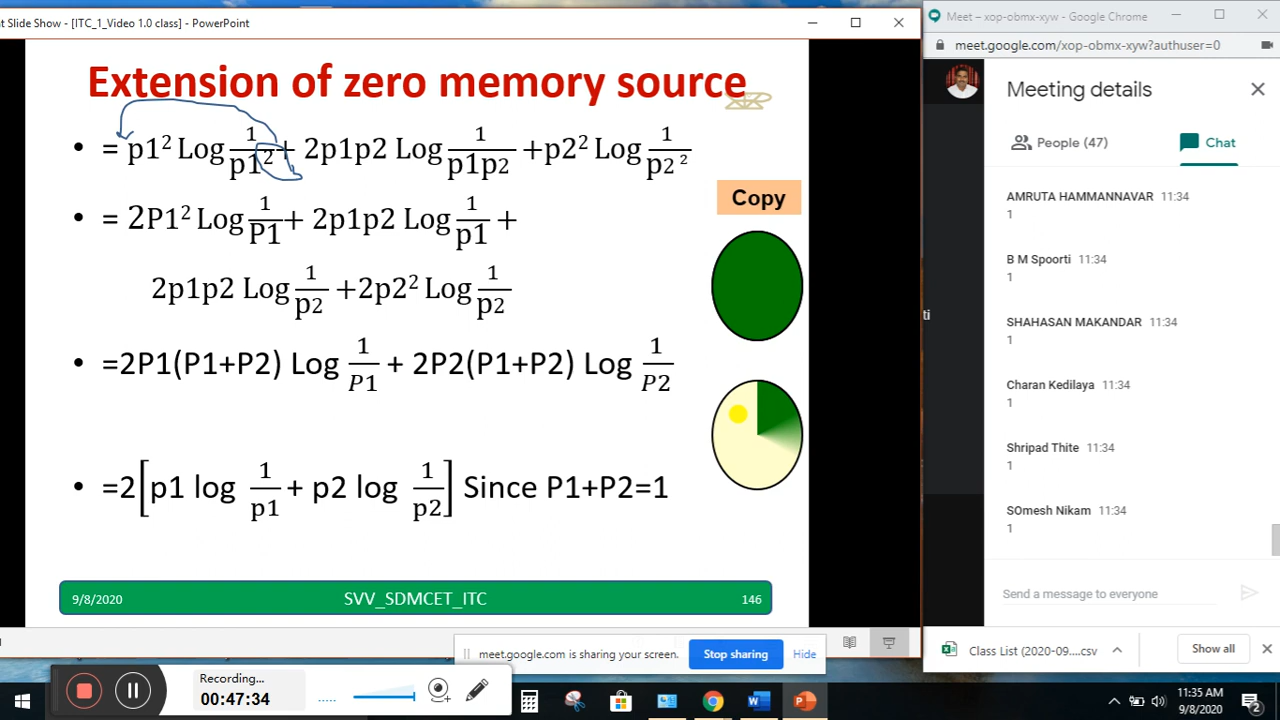 nt Slide Show - [ITC_1_Video 1.0 class] - PowerPoint
Extension of zero memory source
• = p1² Log 1/p1² + 2p1p2 Log 1/p1p2 +p2² Log 1/p2²
• = 2P1² Log 1/P1 + 2p1p2 Log 1/p1 +
2p1p2 Log 1/p2 +2p2² Log 1/p2
• =2P1(P1+P2) Log 1/P1 + 2P2(P1+P2) Log 1/P2
• =2[p1 log 1/p1 + p2 log 1/p2] Since P1+P2=1
Copy
9/8/2020 SVV_SDMCET_ITC 146
meet.google.com is sharing your screen. Stop sharing Hide
Recording...
00:47:34
Meet – xop-obmx-xyw - Google Chrome
meet.google.com/xop-obmx-xyw?authuser=0
Meeting details
People (47) Chat
AMRUTA HAMMANNAVAR 11:34
1
B M Spoorti 11:34
1
SHAHASAN MAKANDAR 11:34
1
Charan Kedilaya 11:34
1
Shripad Thite 11:34
1
SOmesh Nikam 11:34
1
ti
Send a message to everyone
Class List (2020-09....csv
Show all
11:35 AM
9/8/2020
2